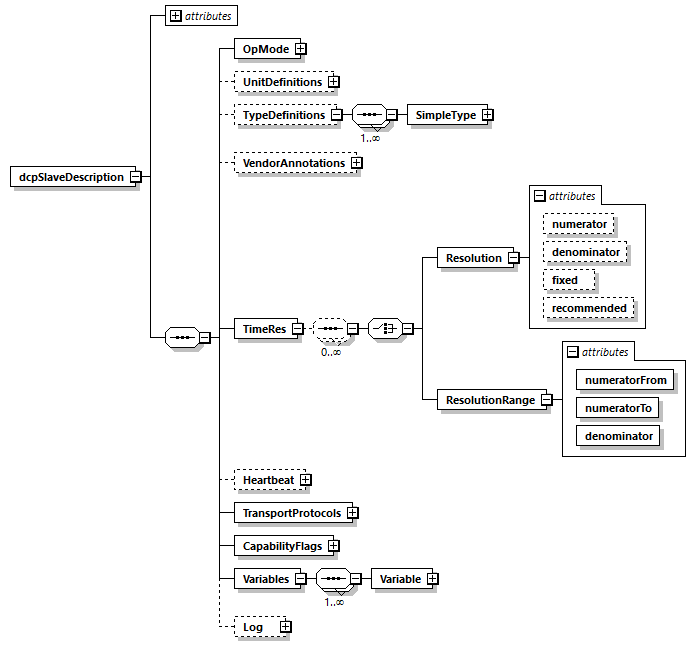 attributes
OpMode
UnitDefinitions
TypeDefinitions
SimpleType
1..∞
VendorAnnotations
dcpSlaveDescription
attributes
numerator
denominator
fixed
recommended
Resolution
TimeRes
0..∞
attributes
numeratorFrom
numeratorTo
denominator
ResolutionRange
Heartbeat
TransportProtocols
CapabilityFlags
Variables
Variable
1..∞
Log